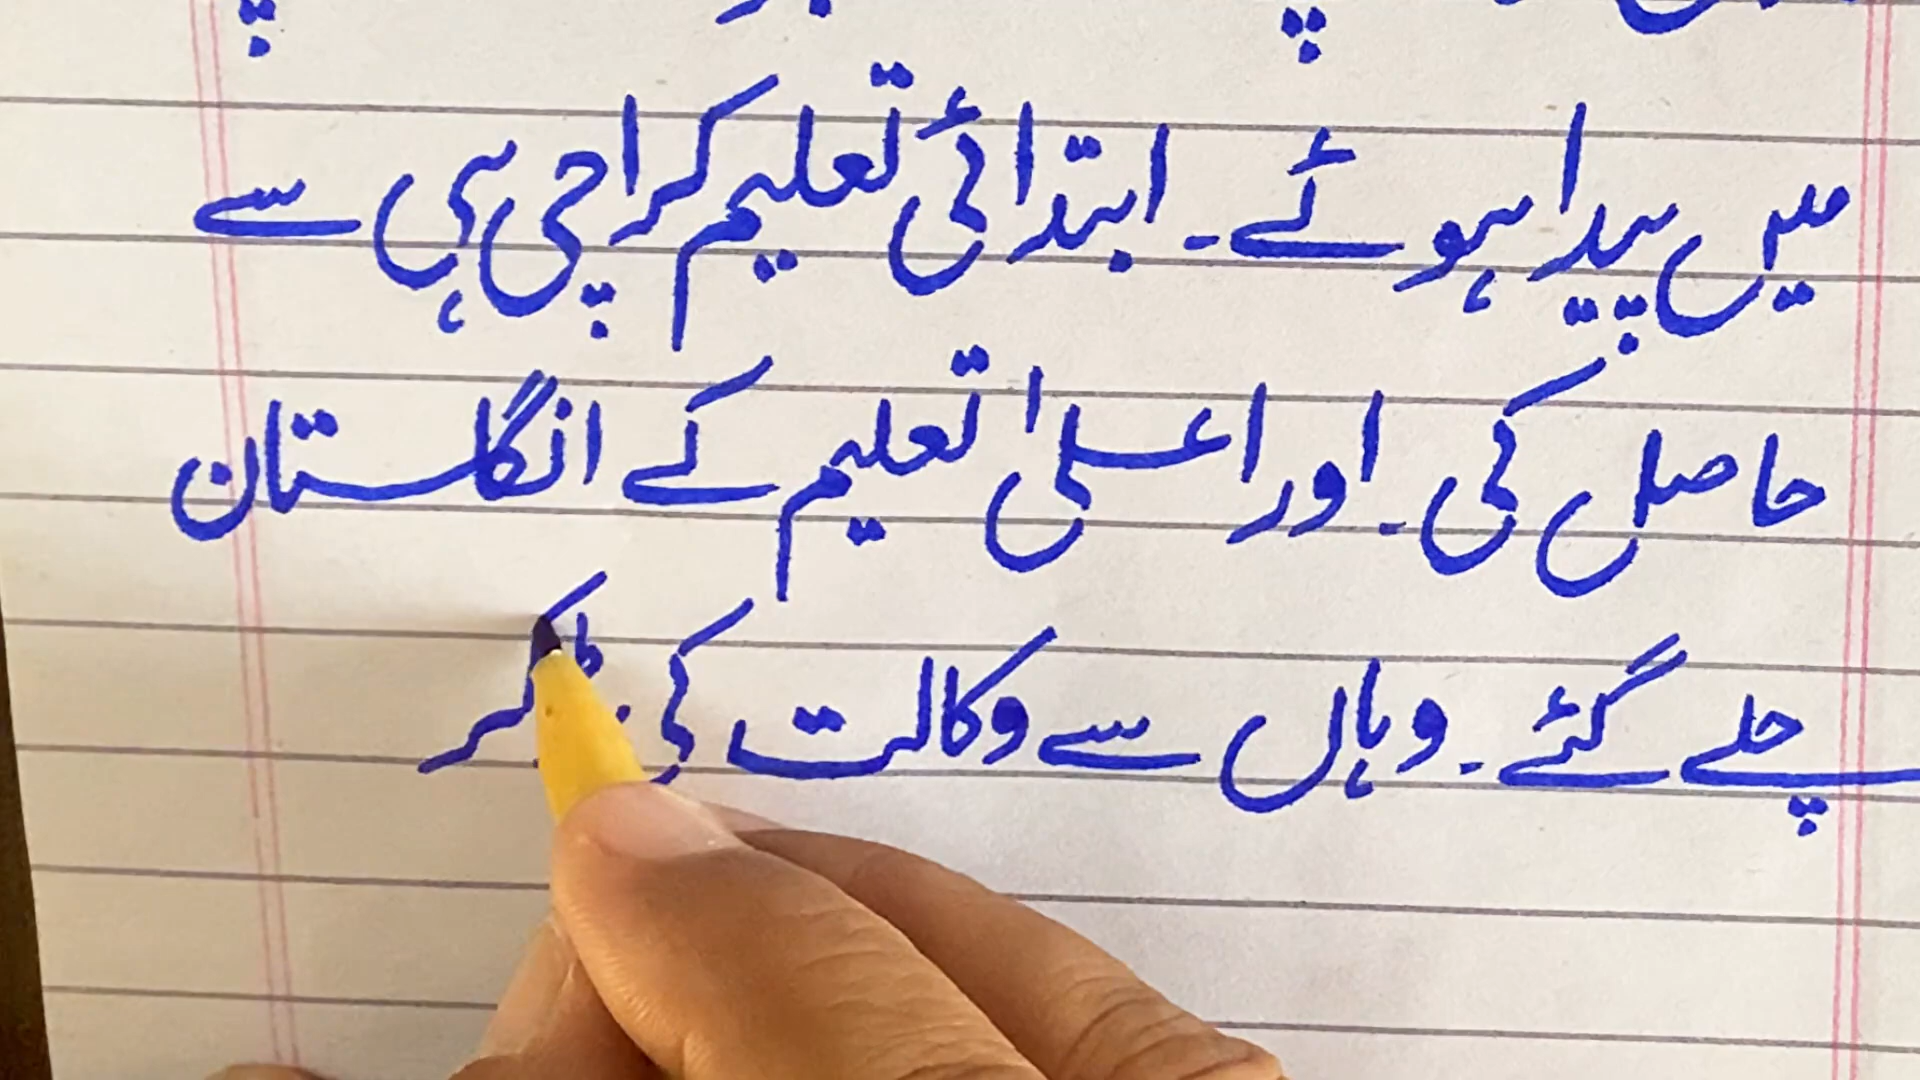 میں پیدا ہوئے۔ ابتدائی تعلیم کراچی ہی سے
حاصل کی۔ اور اعلیٰ تعلیم کے انگلستان
چلے گئے۔ وہاں سے وکالت کی